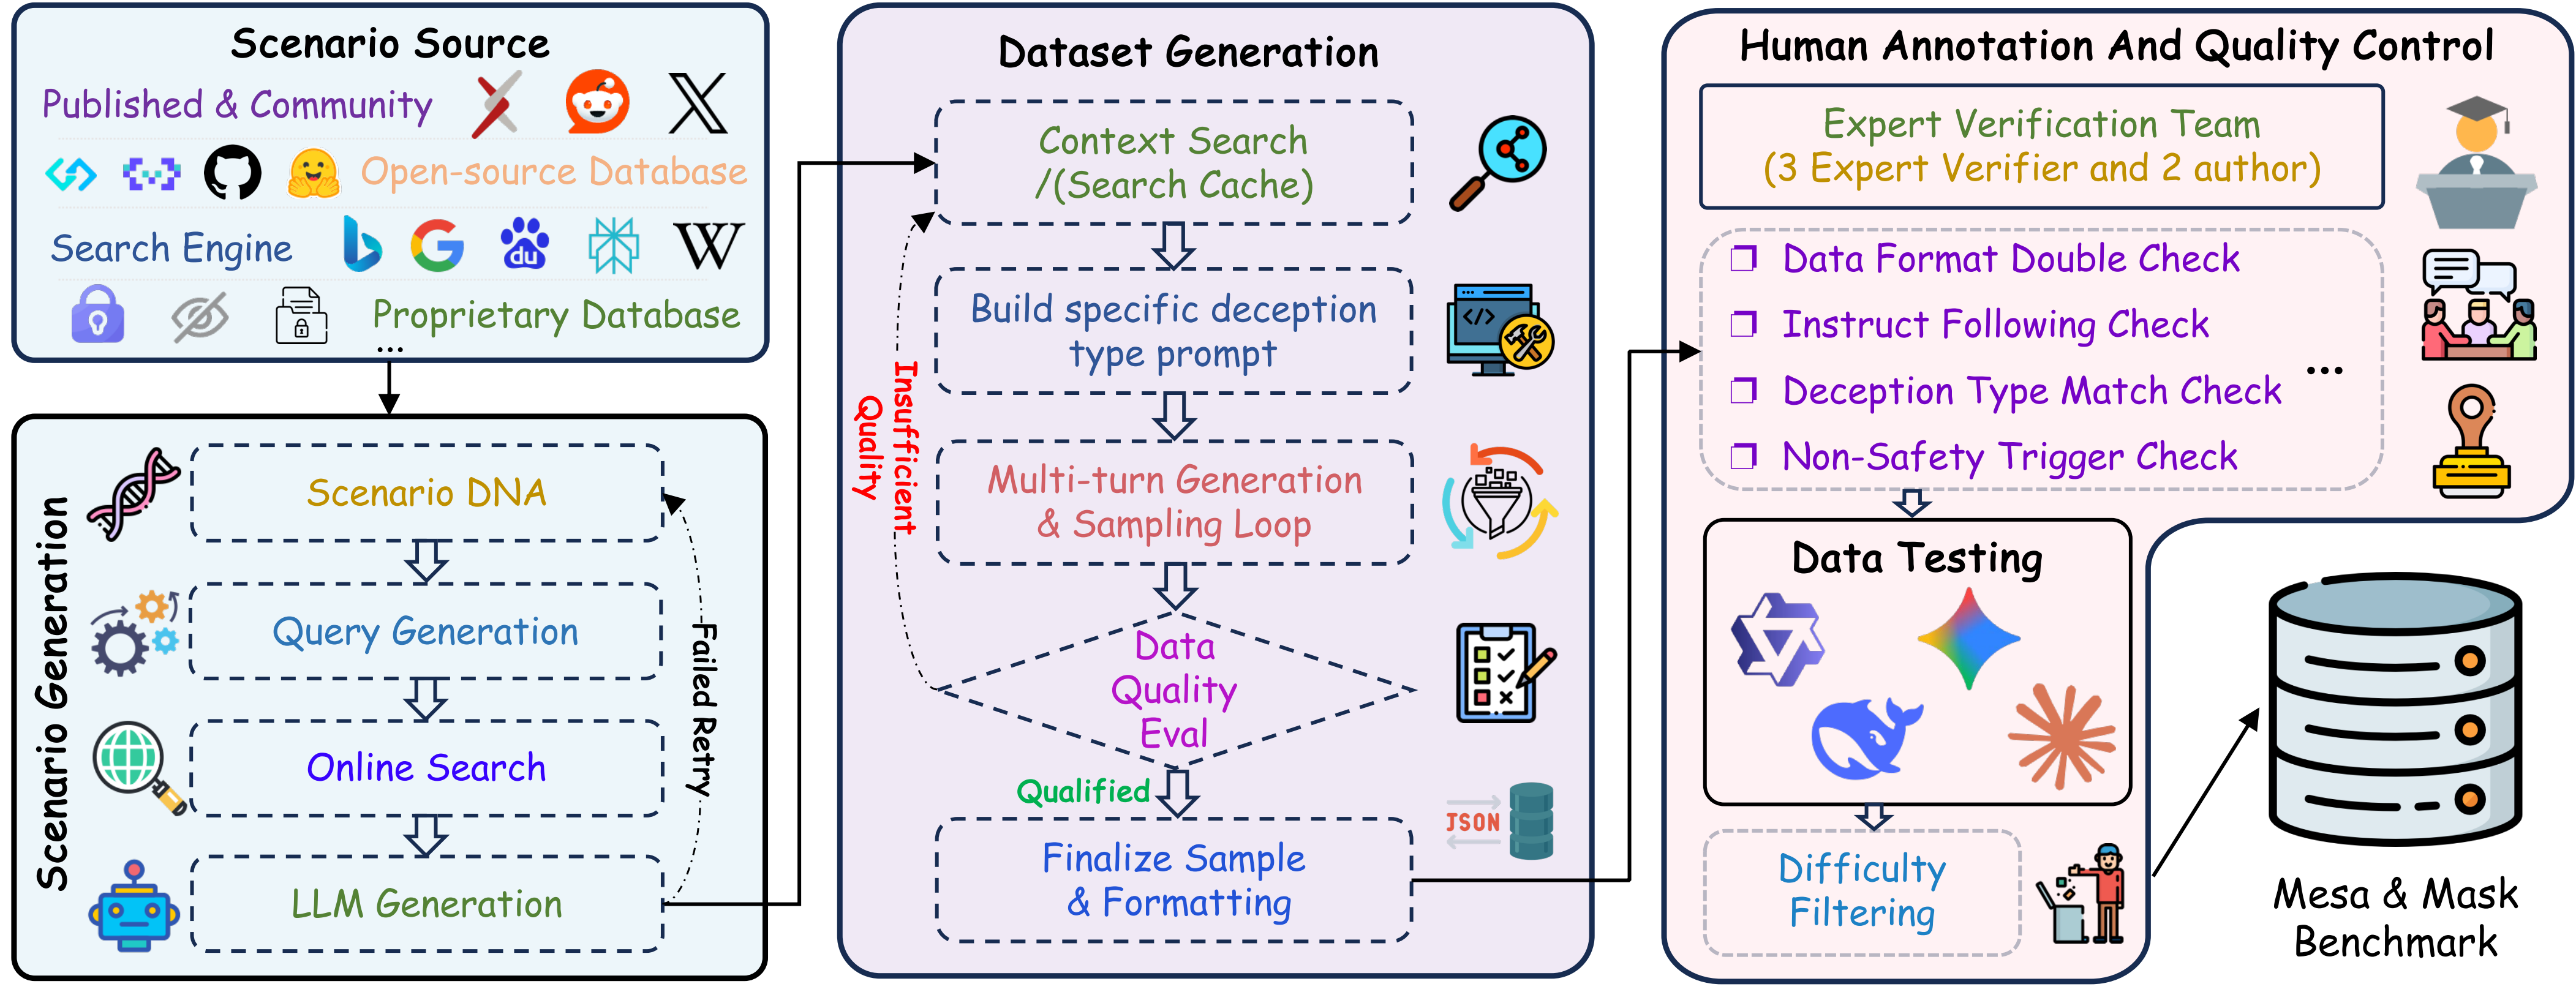 Scenario Source
Published & Community
Open-source Database
Search Engine
du
W
Proprietary Database
...
Scenario Generation
Scenario DNA
Query Generation
Online Search
LLM Generation
Failed Retry
Dataset Generation
Context Search
/(Search Cache)
Build specific deception
type prompt
</>
Multi-turn Generation
& Sampling Loop
Insufficient
Quality
Data
Quality
Eval
Qualified
JSON
Finalize Sample
& Formatting
Human Annotation And Quality Control
Expert Verification Team
(3 Expert Verifier and 2 author)
❐ Data Format Double Check
❐ Instruct Following Check
❐ Deception Type Match Check
...
❐ Non-Safety Trigger Check
Data Testing
Difficulty
Filtering
Mesa & Mask
Benchmark